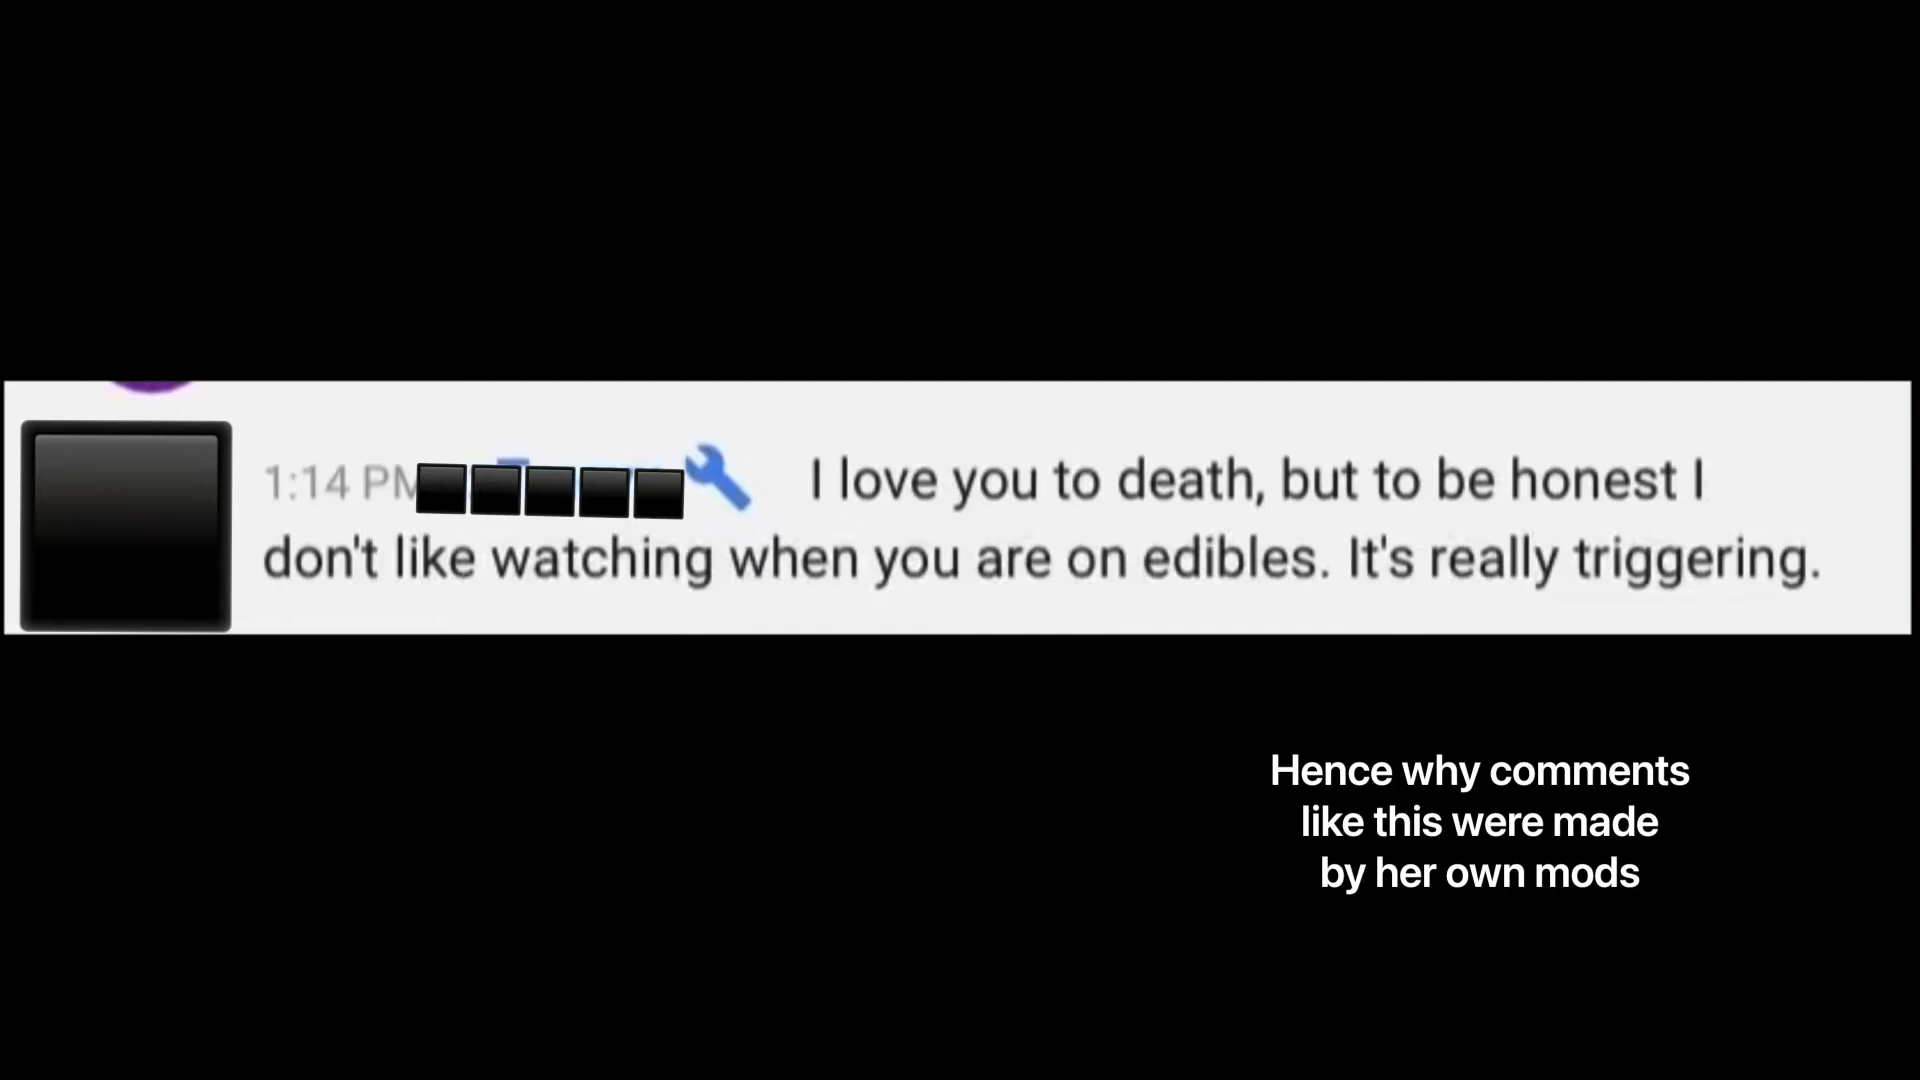 1:14 PM I love you to death, but to be honest I
don't like watching when you are on edibles. It's really triggering.
Hence why comments
like this were made
by her own mods